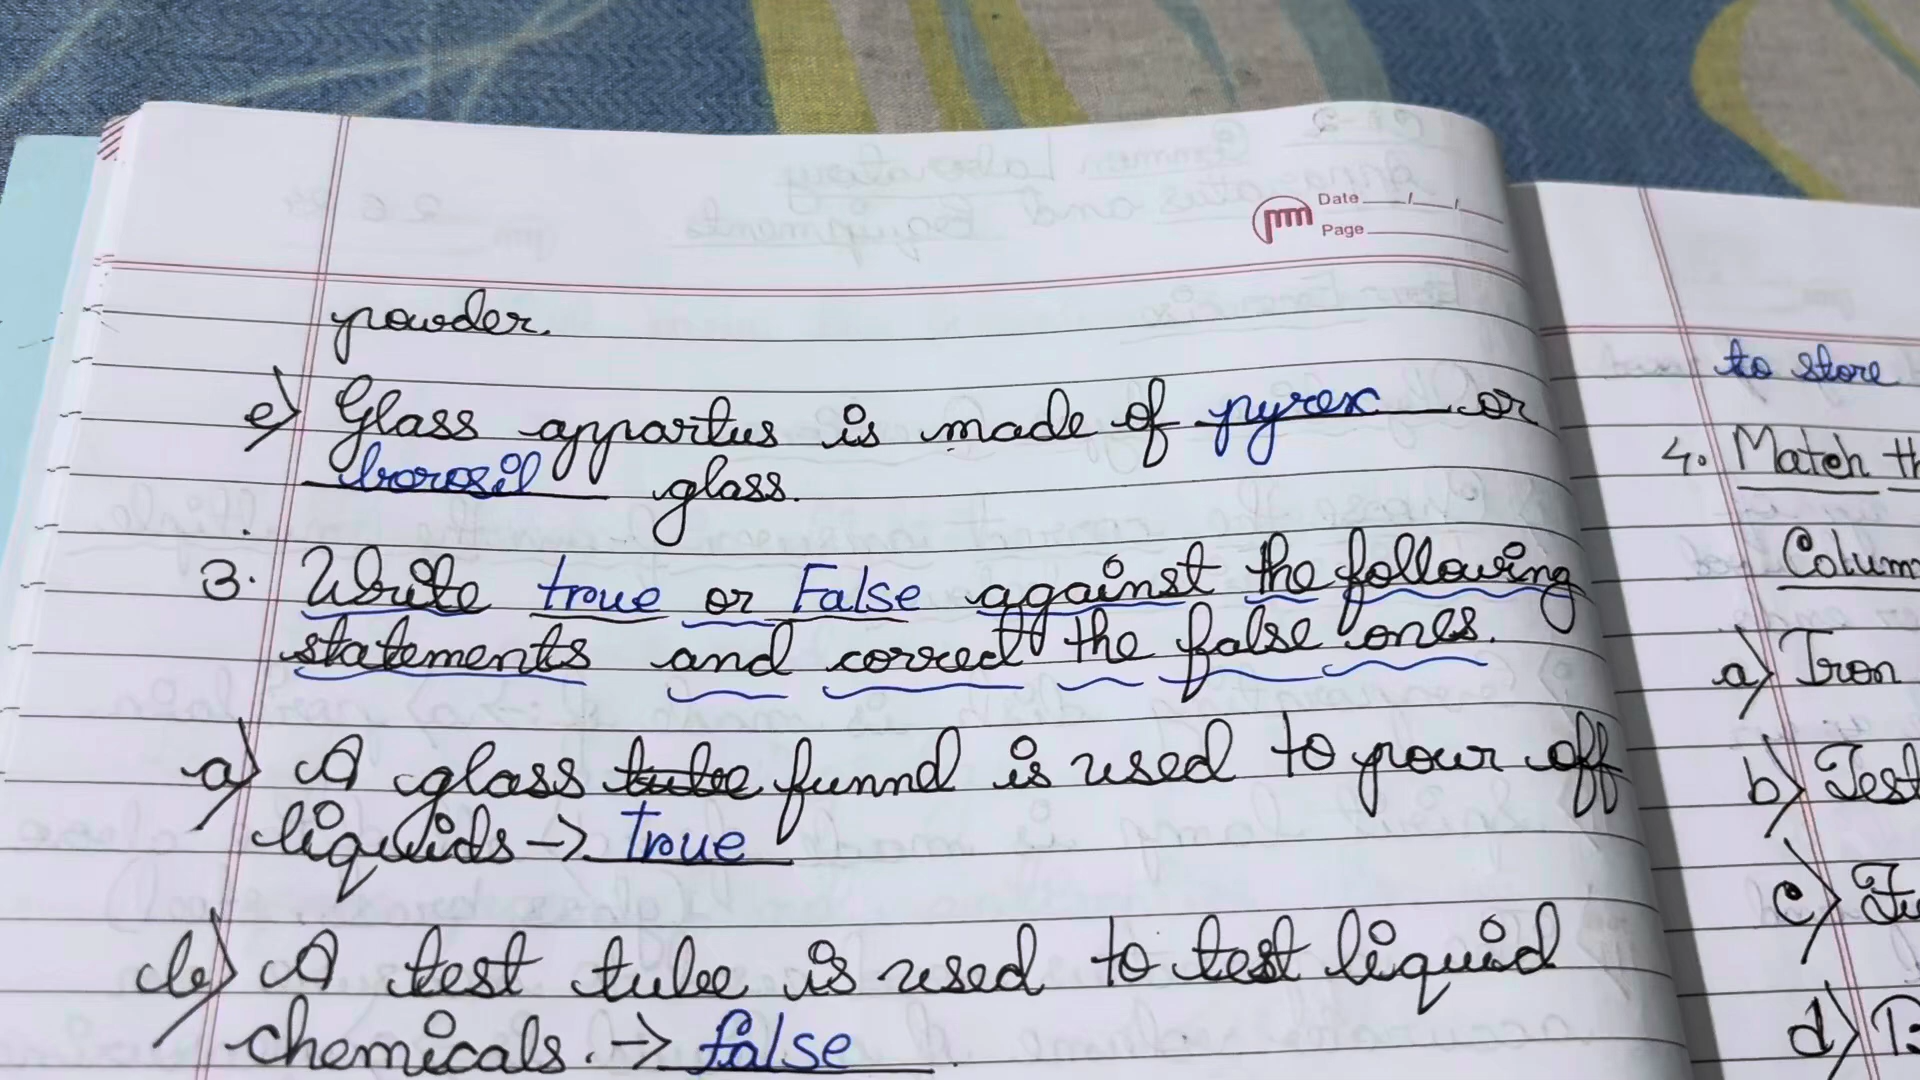 Date / /
Page
powder.
e) Glass appartus is made of pyrex or
borosil glass.
3. Write true or False against the following
statements and correct the false ones.
a) A glass tube funnel is used to pour off
liquids -> True
b) A test tube is used to test liquid
chemicals. -> false
to store
4. Match th
Colum
a) Iron
b) Test
c) Fu
d)